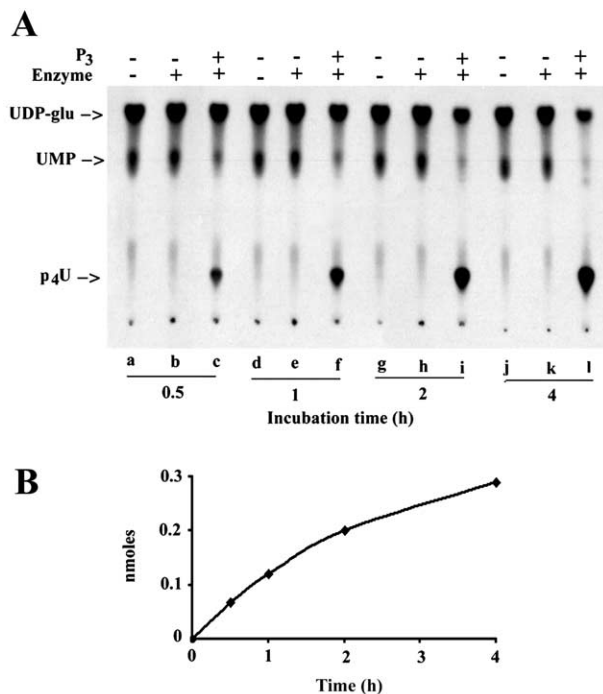 A
P3 - - + - - + - - + - - +
Enzyme - + + - + + - + + - + +
UDP-glu –>
UMP –>
p4U –>
a b c d e f g h i j k l
0.5 1 2 4
Incubation time (h)
B
0.3
0.2
0.1
0
nmoles
0 1 2 3 4
Time (h)